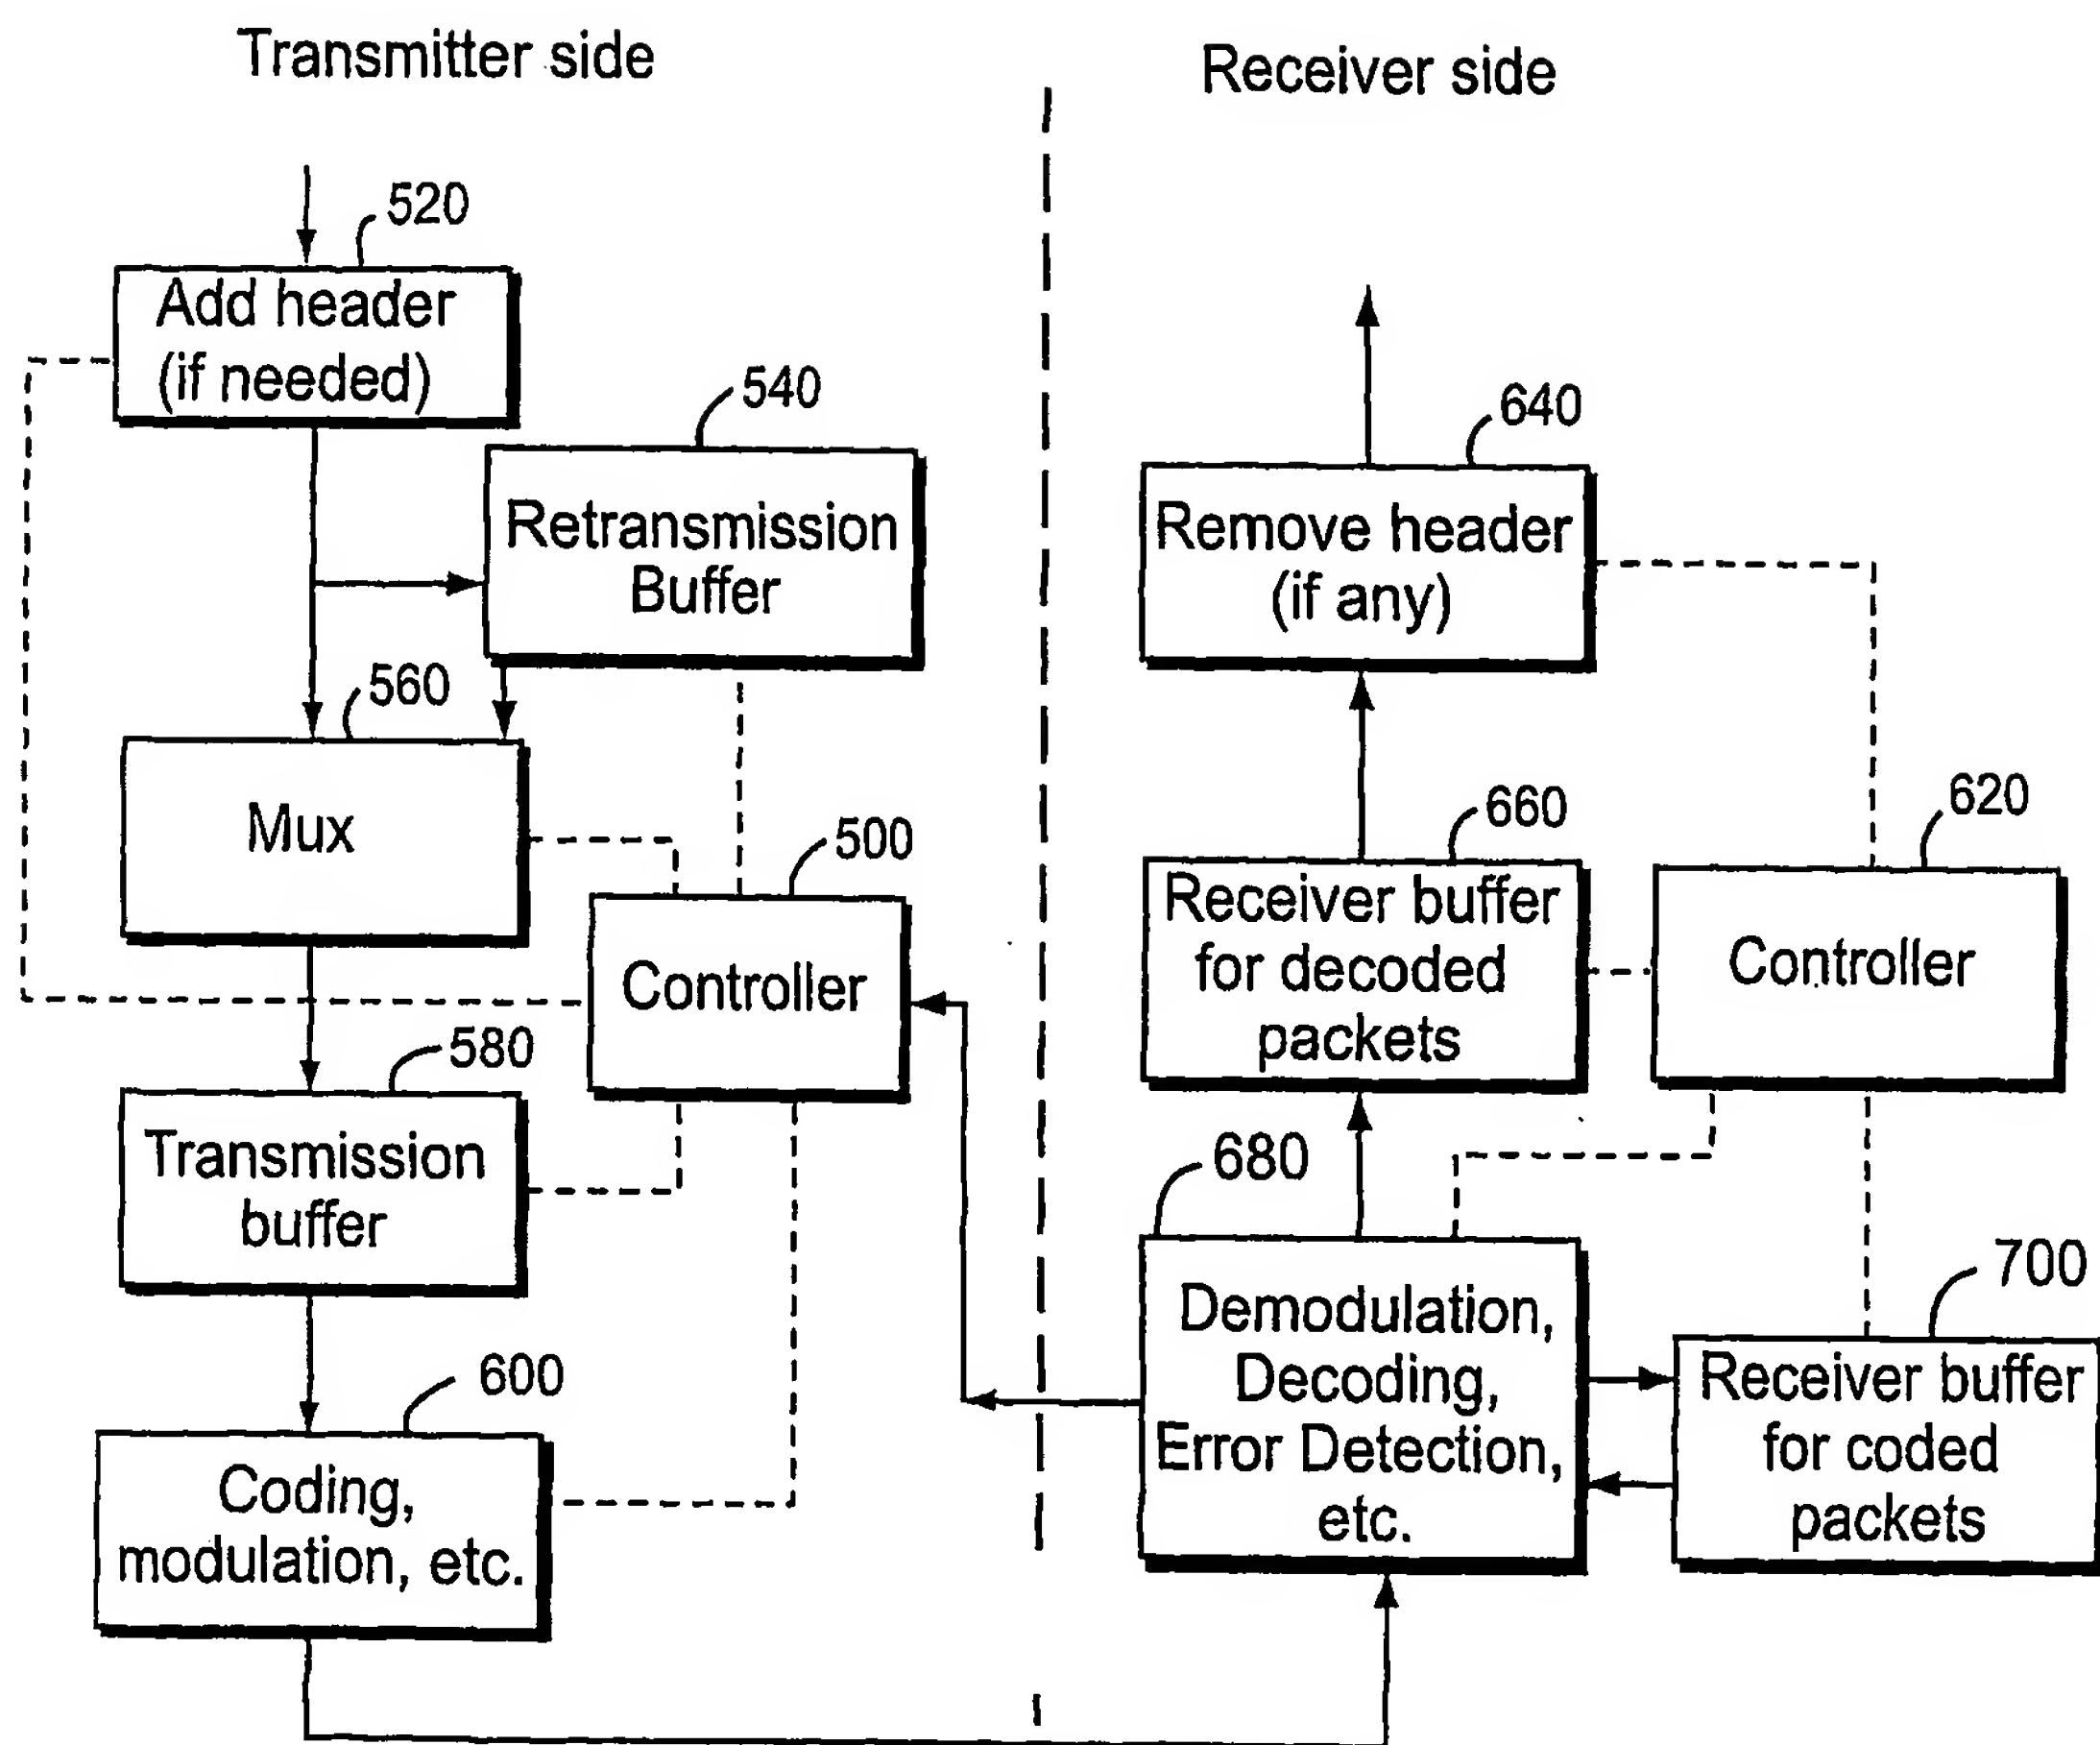 Transmitter side
520
Add header
(if needed)
540
Retransmission
Buffer
560
Mux
500
Controller
580
Transmission
buffer
600
Coding,
modulation, etc.
Receiver side
640
Remove header
(if any)
660
Receiver buffer
for decoded
packets
620
Controller
680
Demodulation,
Decoding,
Error Detection,
etc.
700
Receiver buffer
for coded
packets